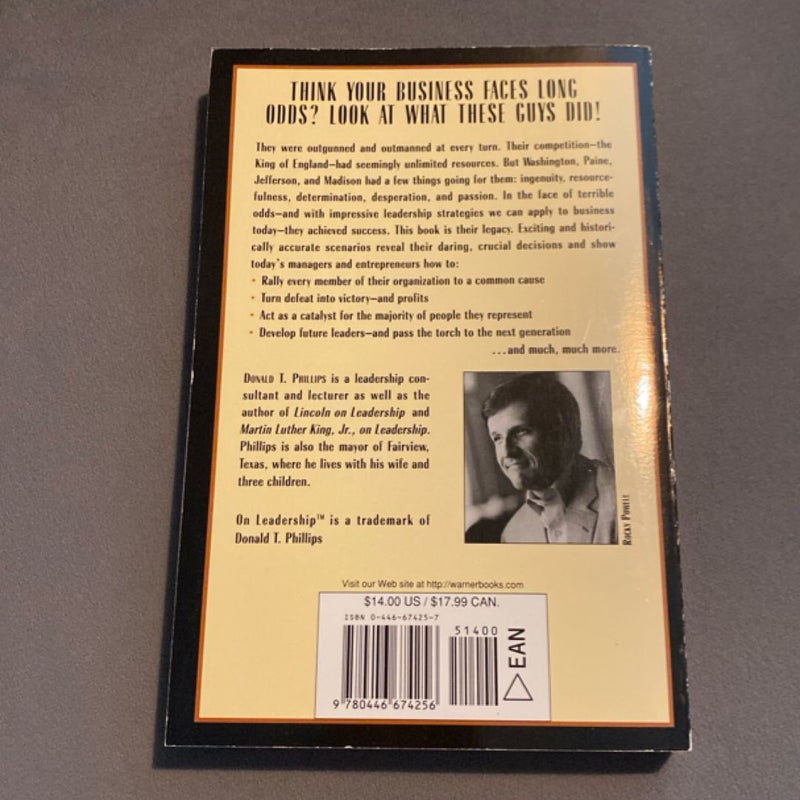 THINK YOUR BUSINESS FACES LONG
ODDS? LOOK AT WHAT THESE GUYS DID!
They were outgunned and outmanned at every turn. Their competition—the
King of England—had seemingly unlimited resources. But Washington, Paine,
Jefferson, and Madison had a few things going for them: ingenuity, resource-
fulness, determination, desperation, and passion. In the face of terrible
odds—and with impressive leadership strategies we can apply to business
today—they achieved success. This book is their legacy. Exciting and histori-
cally accurate scenarios reveal their daring, crucial decisions and show
today's managers and entrepreneurs how to:
• Rally every member of their organization to a common cause
• Turn defeat into victory—and profits
• Act as a catalyst for the majority of people they represent
• Develop future leaders—and pass the torch to the next generation
...and much, much more.
DONALD T. PHILLIPS is a leadership con-
sultant and lecturer as well as the
author of Lincoln on Leadership and
Martin Luther King, Jr., on Leadership.
Phillips is also the mayor of Fairview,
Texas, where he lives with his wife and
three children.
On Leadership™ is a trademark of
Donald T. Phillips
ROCKY POWELL
Visit our Web site at http://warnerbooks.com
$14.00 US / $17.99 CAN.
ISBN 0-446-67425-7
51400
EAN
9 780446 674256